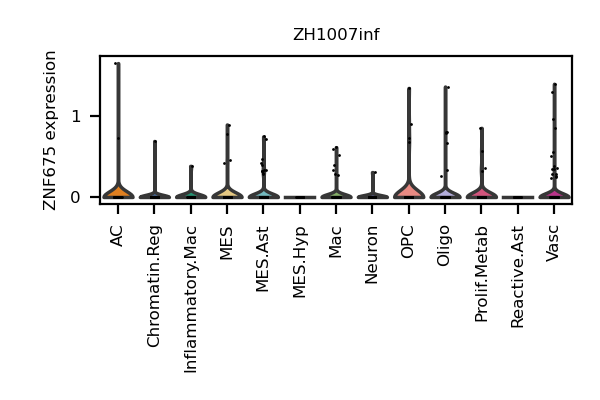 ZH1007inf
ZNF675 expression
1
0
AC
Chromatin.Reg
Inflammatory.Mac
MES
MES.Ast
MES.Hyp
Mac
Neuron
OPC
Oligo
Prolif.Metab
Reactive.Ast
Vasc